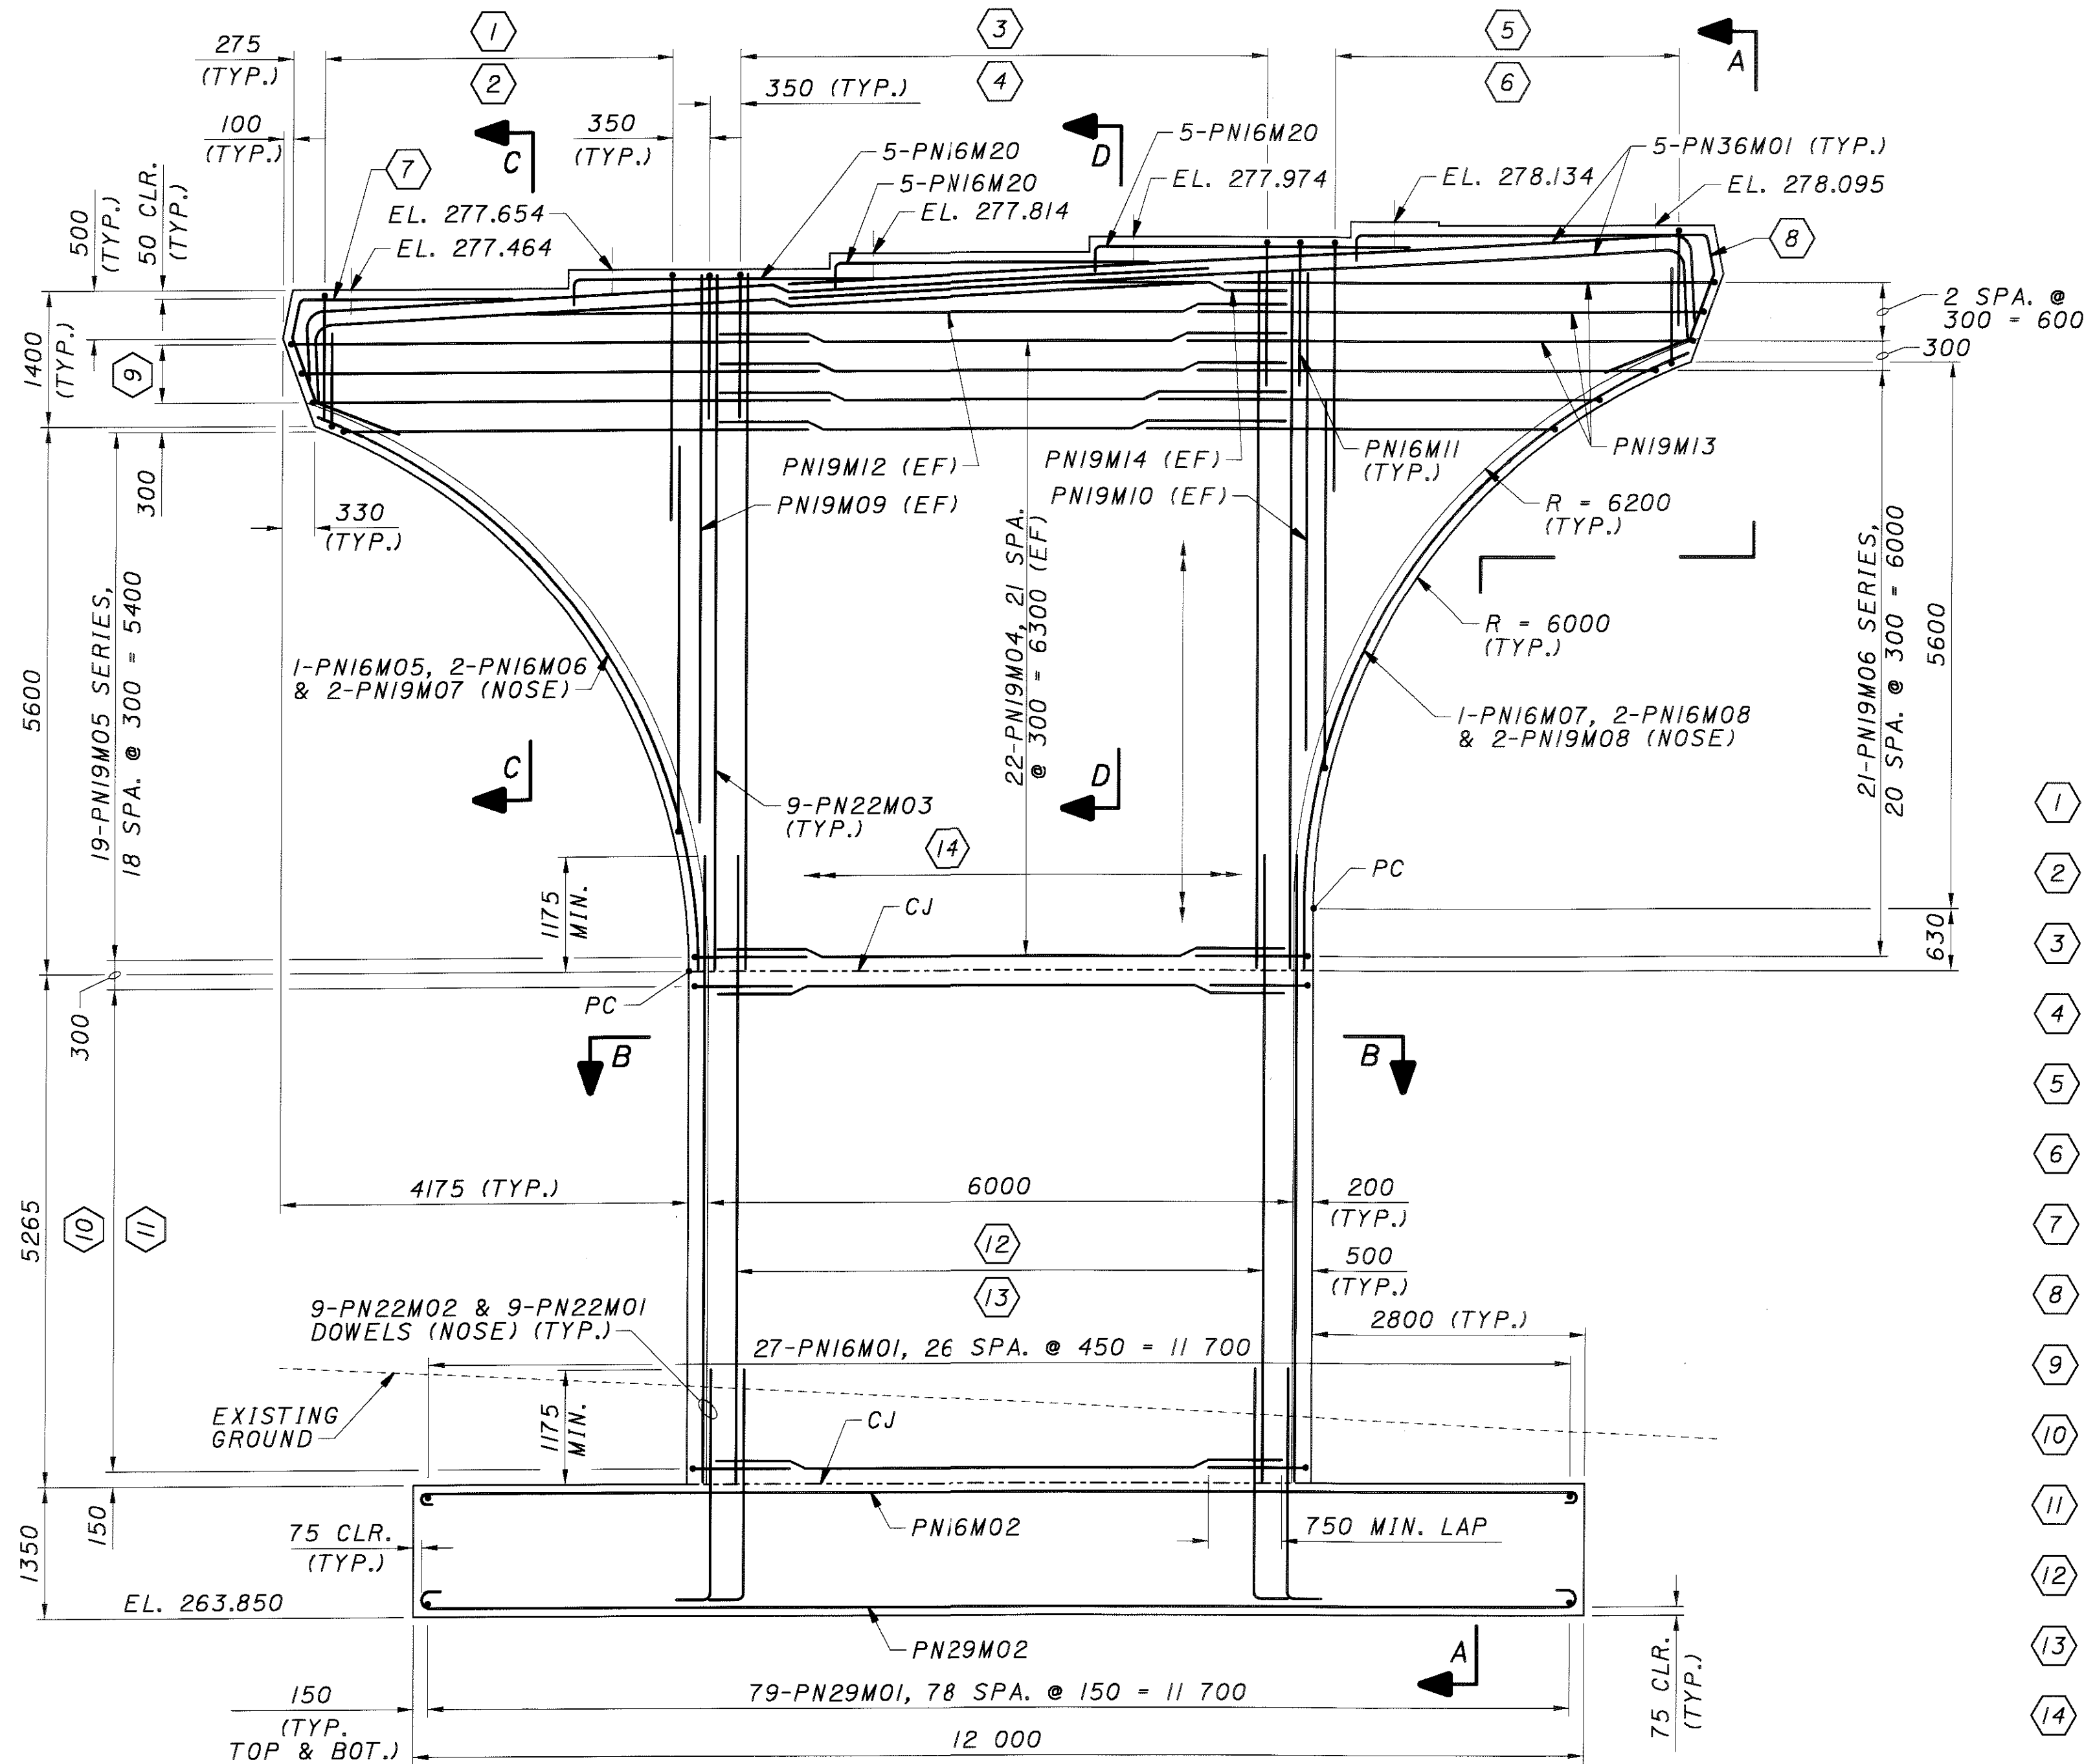 1
3
5
275
(TYP.)
A
2
4
6
350 (TYP.)
100
(TYP.)
350
(TYP.)
C
D
5-PN16M20
5-PN36M01 (TYP.)
7
5-PN16M20
5-PN16M20
EL. 277.974
EL. 278.134
EL. 278.095
500
(TYP.)
50 CLR.
(TYP.)
EL. 277.654
EL. 277.814
EL. 277.464
8
2 SPA. @
300 = 600
300
1400
(TYP.)
9
PN19M12 (EF)
PN19M14 (EF)
PN16M11
(TYP.)
PN19M13
PN19M09 (EF)
PN19M10 (EF)
300
330
(TYP.)
R = 6200
(TYP.)
R = 6000
(TYP.)
22-PN19M04, 21 SPA.
@ 300 = 6300 (EF)
19-PN19M05 SERIES,
18 SPA. @ 300 = 5400
5600
21-PN19M06 SERIES,
20 SPA. @ 300 = 6000
5600
1-PN16M05, 2-PN16M06
& 2-PN19M07 (NOSE)
1-PN16M07, 2-PN16M08
& 2-PN19M08 (NOSE)
C
D
9-PN22M03
(TYP.)
14
1175
MIN.
CJ
PC
630
PC
300
B
B
4175 (TYP.)
6000
200
(TYP.)
5265
10
11
12
13
500
(TYP.)
9-PN22M02 & 9-PN22M01
DOWELS (NOSE) (TYP.)
2800 (TYP.)
27-PN16M01, 26 SPA. @ 450 = 11 700
EXISTING
GROUND
1175
MIN.
CJ
1350
150
75 CLR.
(TYP.)
PN16M02
750 MIN. LAP
EL. 263.850
PN29M02
A
75 CLR.
(TYP.)
150
(TYP.
TOP & BOT.)
79-PN29M01, 78 SPA. @ 150 = 11 700
12 000
1
2
3
4
5
6
7
8
9
10
11
12
13
14